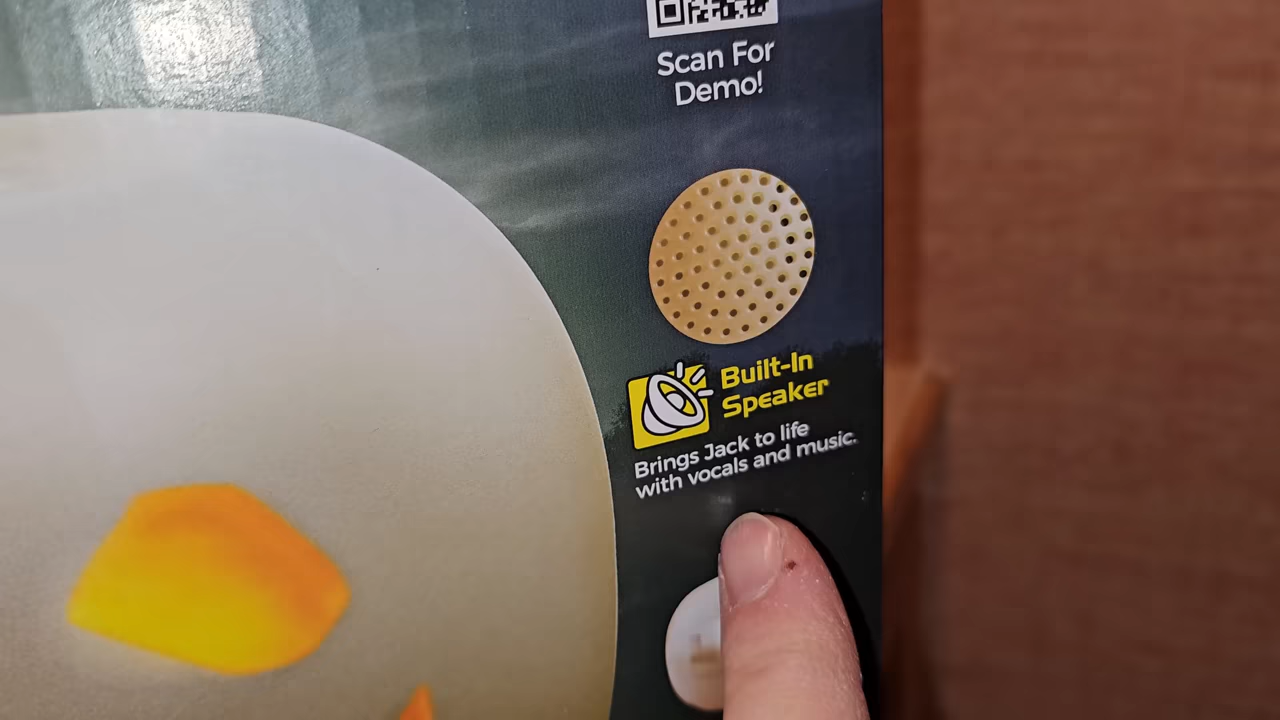 Scan For
Demo!
Built-In
Speaker
Brings Jack to life
with vocals and music.